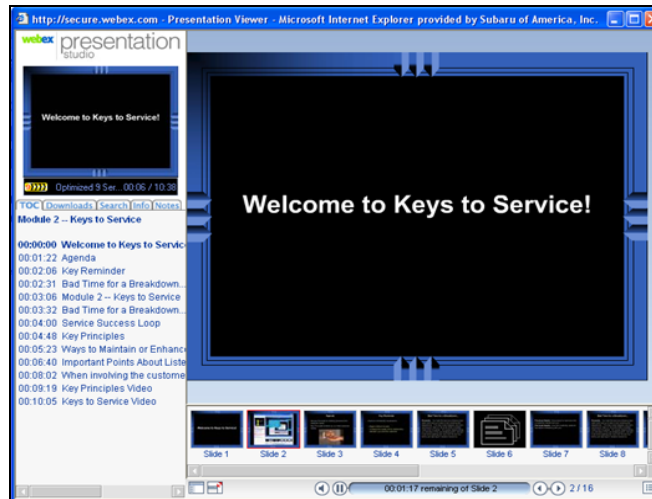 http://secure.webex.com - Presentation Viewer - Microsoft Internet Explorer provided by Subaru of America, Inc.
webex presentation
studio
Welcome to Keys to Service!
Optimized 9 Ser... 00:06 / 10:38
TOC Downloads Search Info Notes
Module 2 -- Keys to Service
00:00:00 Welcome to Keys to Servic
00:01:22 Agenda
00:02:06 Key Reminder
00:02:31 Bad Time for a Breakdown...
00:03:06 Module 2 -- Keys to Service
00:03:32 Bad Time for a Breakdown...
00:04:00 Service Success Loop
00:04:48 Key Principles
00:05:23 Ways to Maintain or Enhanc
00:06:40 Important Points About Liste
00:08:02 When involving the custome
00:09:19 Key Principles Video
00:10:05 Keys to Service Video
Welcome to Keys to Service!
Slide 1 Slide 2 Slide 3 Slide 4 Slide 5 Slide 6 Slide 7 Slide 8
00:01:17 remaining of Slide 2
2 / 16